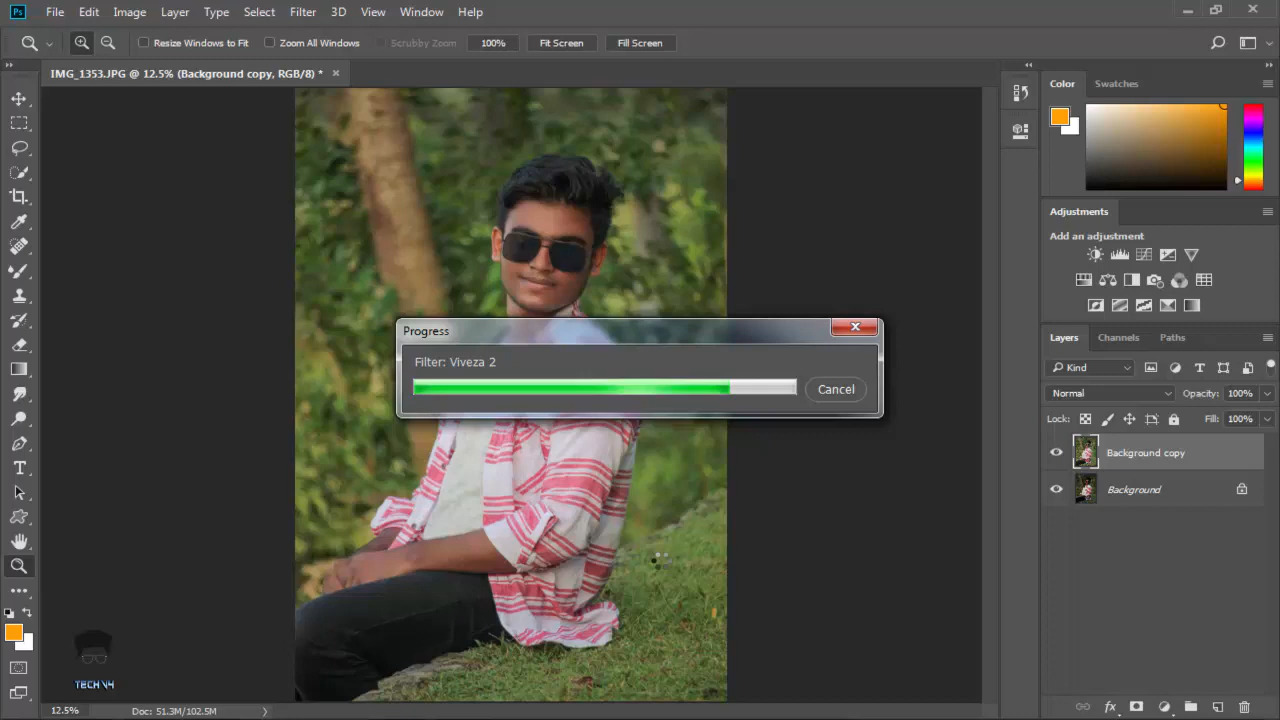 Ps File Edit Image Layer Type Select Filter 3D View Window Help
Resize Windows to Fit Zoom All Windows Scrubby Zoom 100% Fit Screen Fill Screen
IMG_1353.JPG @ 12.5% (Background copy, RGB/8) *
Color Swatches
Adjustments
Add an adjustment
Progress
Filter: Viveza 2
Cancel
Layers Channels Paths
Kind
Normal Opacity: 100%
Lock: Fill: 100%
Background copy
Background
TECH V4
12.5% Doc: 51.3M/102.5M